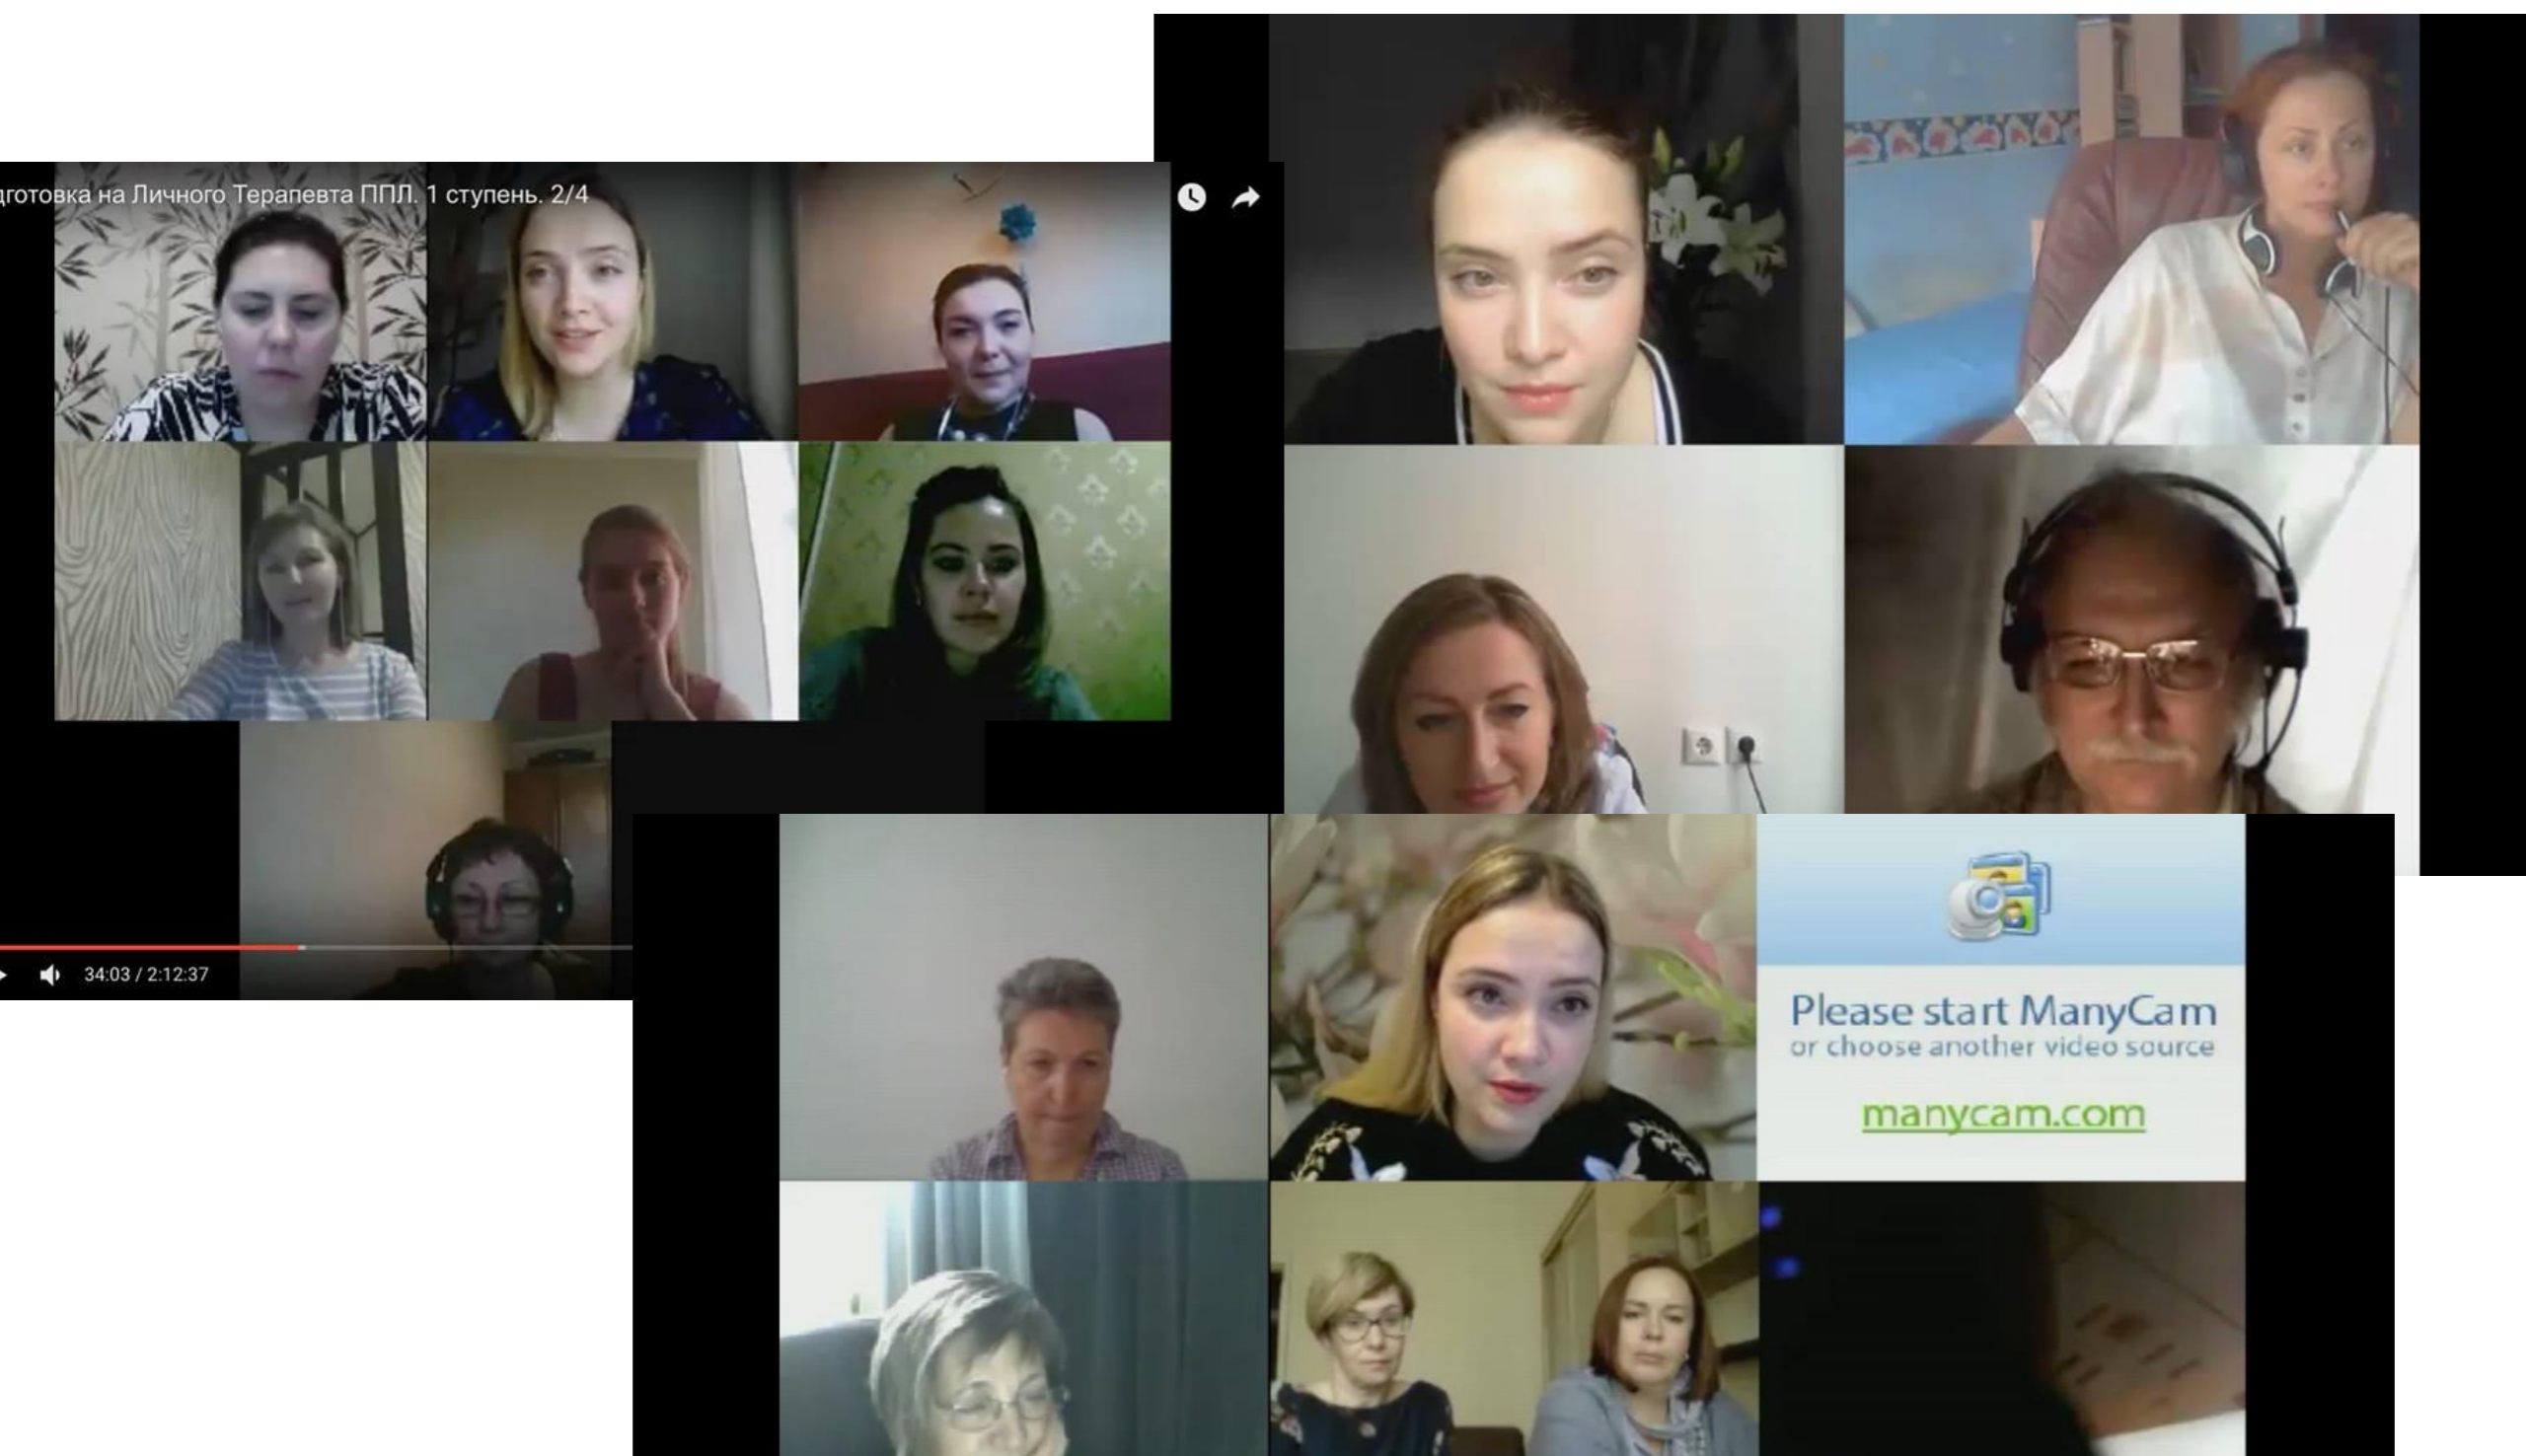 дготовка на Личного Терапевта ППЛ. 1 ступень. 2/4
34:03 / 2:12:37
Please start ManyCam
or choose another video source
manycam.com